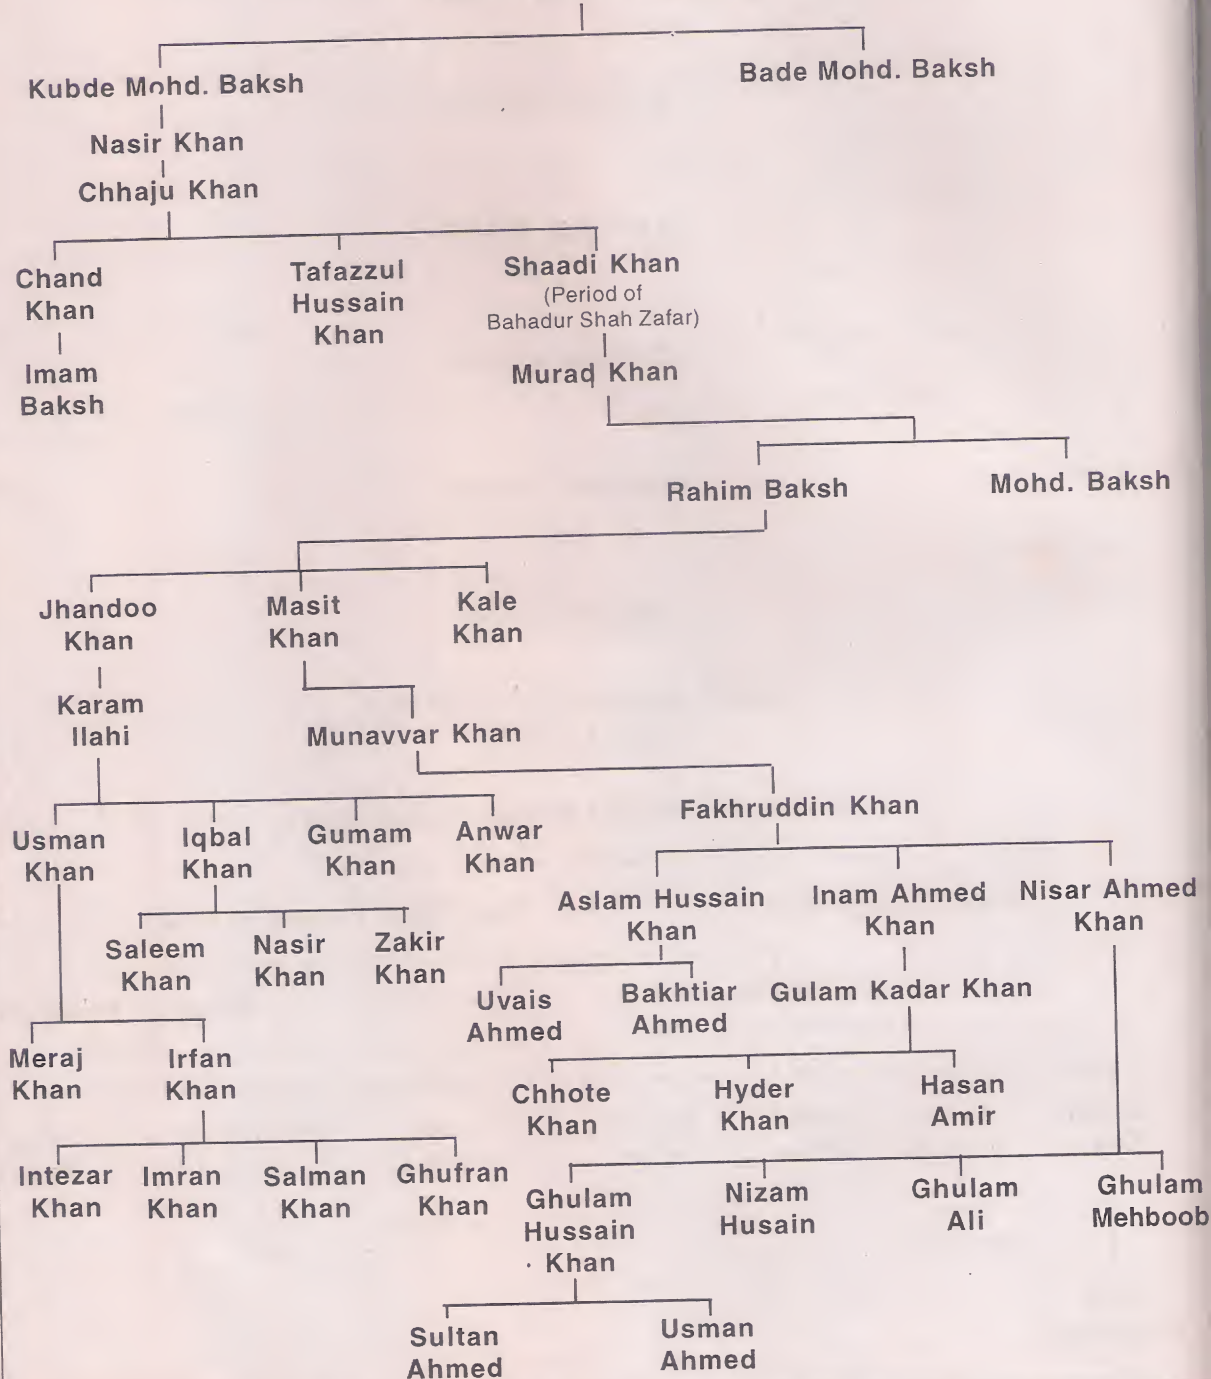 Kubde Mohd. Baksh
Bade Mohd. Baksh
Nasir Khan
Chhaju Khan
Chand
Khan
Tafazzul
Hussain
Khan
Shaadi Khan
(Period of
Bahadur Shah Zafar)
Imam
Baksh
Muraq Khan
Rahim Baksh
Mohd. Baksh
Jhandoo
Khan
Masit
Khan
Kale
Khan
Karam
Ilahi
Munavvar Khan
Fakhruddin Khan
Usman
Khan
Iqbal
Khan
Gumam
Khan
Anwar
Khan
Aslam Hussain
Khan
Inam Ahmed
Khan
Nisar Ahmed
Khan
Saleem
Khan
Nasir
Khan
Zakir
Khan
Uvais
Ahmed
Bakhtiar
Ahmed
Gulam Kadar Khan
Meraj
Khan
Irfan
Khan
Chhote
Khan
Hyder
Khan
Hasan
Amir
Intezar
Khan
Imran
Khan
Salman
Khan
Ghufran
Khan
Ghulam
Hussain
Khan
Nizam
Husain
Ghulam
Ali
Ghulam
Mehboob
Sultan
Ahmed
Usman
Ahmed